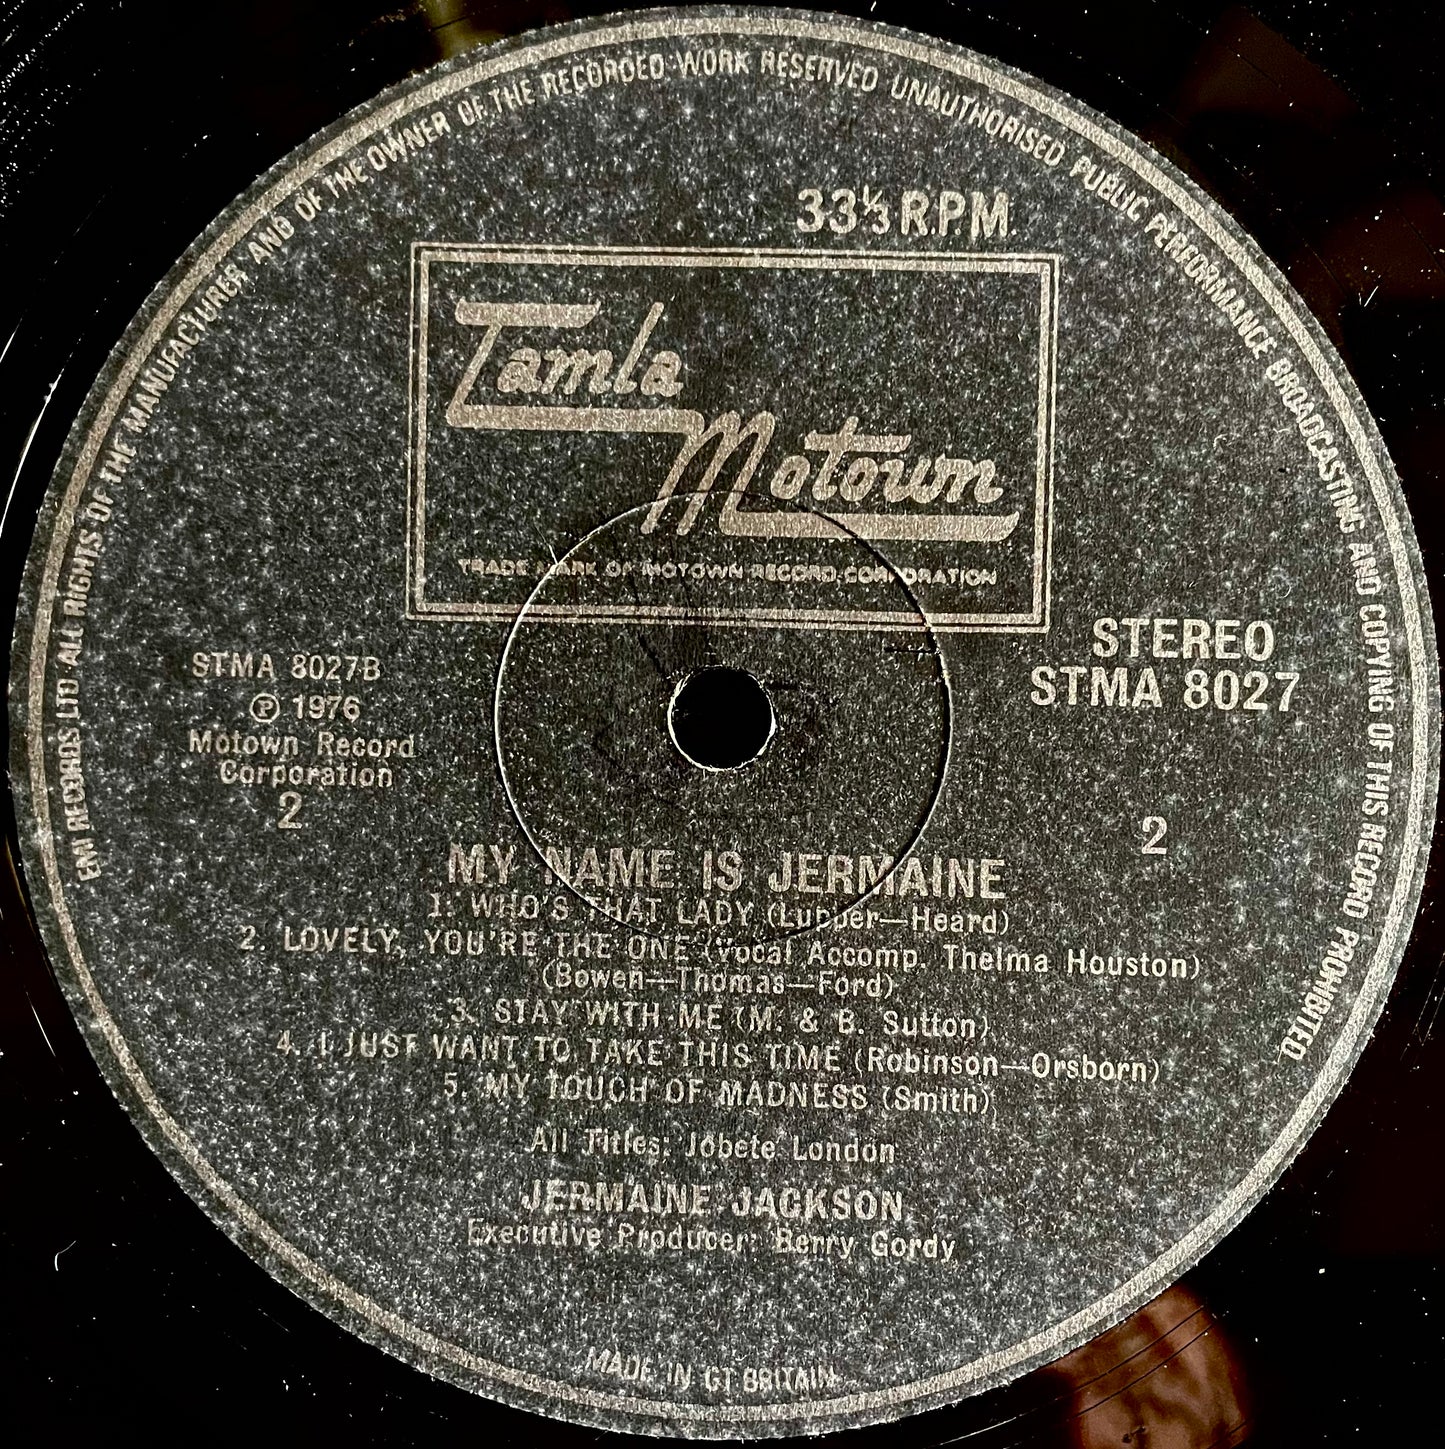 EMI RECORDS LTD ALL RIGHTS OF THE MANUFACTURER AND OF THE OWNER OF THE RECORDED WORK RESERVED UNAUTHORISED PUBLIC PERFORMANCE BROADCASTING AND COPYING OF THIS RECORD PROHIBITED
33⅓ R.P.M.
Tamla
Motown
TRADE MARK OF MOTOWN RECORD CORPORATION
STEREO
STMA 8027
STMA 8027B
Ⓟ 1976
Motown Record
Corporation
2
2
MY NAME IS JERMAINE
1. WHO'S THAT LADY (Lupper—Heard)
2. LOVELY, YOU'RE THE ONE (Vocal Accomp. Thelma Houston)
(Bowen—Thomas—Ford)
3. STAY WITH ME (M. & B. Sutton)
4. I JUST WANT TO TAKE THIS TIME (Robinson—Orsborn)
5. MY TOUCH OF MADNESS (Smith)
All Titles: Jobete London
JERMAINE JACKSON
Executive Producer: Berry Gordy
MADE IN GT BRITAIN